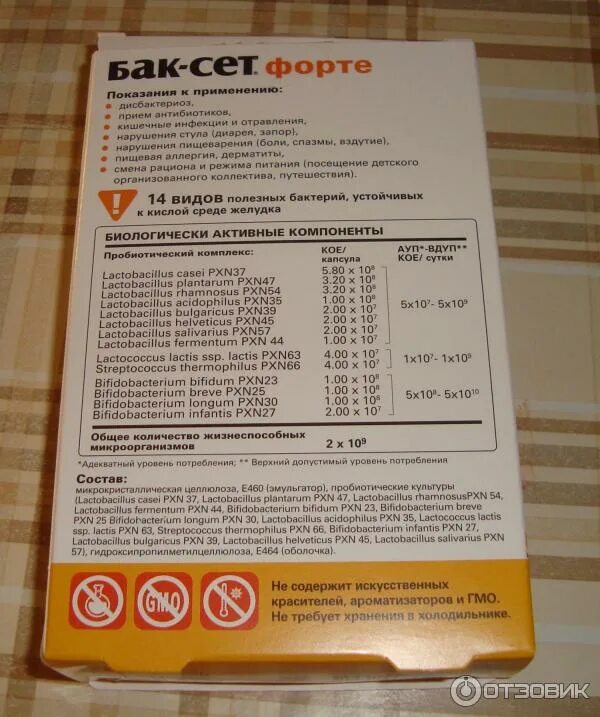 Бак-сет форте
Показания к применению:
• дисбактериоз,
• прием антибиотиков,
• кишечные инфекции и отравления,
• нарушения стула (диарея, запор),
• нарушения пищеварения (боли, спазмы, вздутие),
• пищевая аллергия, дерматиты,
• смена рациона и режима питания (посещение детского
организованного коллектива, путешествия).
! 14 видов полезных бактерий, устойчивых
к кислой среде желудка
БИОЛОГИЧЕСКИ АКТИВНЫЕ КОМПОНЕНТЫ
Пробиотический комплекс: КОЕ/ капсула АУП*-ВДУП** КОЕ/ сутки
Lactobacillus casei PXN37 5.80 x 10⁸
Lactobacillus plantarum PXN47 3.20 x 10⁸
Lactobacillus rhamnosus PXN54 3.20 x 10⁸
Lactobacillus acidophilus PXN35 1.00 x 10⁸
Lactobacillus bulgaricus PXN39 2.00 x 10⁷ 5x10⁷- 5x10⁹
Lactobacillus helveticus PXN45 2.00 x 10⁷
Lactobacillus salivarius PXN57 2.00 x 10⁷
Lactobacillus fermentum PXN 44 1.00 x 10⁷
Lactococcus lactis ssp. lactis PXN63 4.00 x 10⁷ 1x10⁷- 1x10⁹
Streptococcus thermophilus PXN66 4.00 x 10⁷
Bifidobacterium bifidum PXN23 1.00 x 10⁸
Bifidobacterium breve PXN25 1.00 x 10⁸ 5x10⁸- 5x10¹⁰
Bifidobacterium longum PXN30 1.00 x 10⁸
Bifidobacterium infantis PXN27 2.00 x 10⁷
Общее количество жизнеспособных
микроорганизмов 2 x 10⁹
*Адекватный уровень потребления; ** Верхний допустимый уровень потребления
Состав:
микрокристаллическая целлюлоза, Е460 (эмульгатор), пробиотические культуры
(Lactobacillus casei PXN 37, Lactobacillus plantarum PXN 47, Lactobacillus rhamnosusPXN 54,
Lactobacillus fermentum PXN 44, Bifidobacterium bifidum PXN 23, Bifidobacterium breve
PXN 25 Bifidobacterium longum PXN 30, Lactobacillus acidophilus PXN 35, Lactococcus lactis
ssp. lactis PXN 63, Streptococcus thermophilus PXN 66, Bifidobacterium infantis PXN 27,
Lactobacillus bulgaricus PXN 39, Lactobacillus helveticus PXN 45, Lactobacillus salivarius PXN
57), гидроксипропилметилцеллюлоза, Е464 (оболочка).
GMO
Не содержит искусственных
красителей, ароматизаторов и ГМО.
Не требует хранения в холодильнике.
ОТЗОВИК